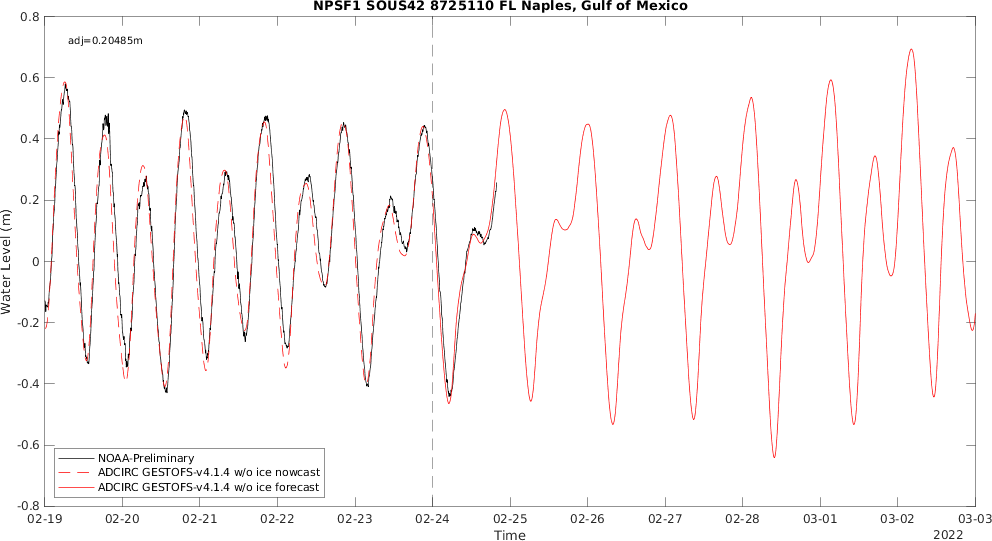 NPSF1 SOUS42 8725110 FL Naples, Gulf of Mexico
adj=0.20485m
Water Level (m)
0.8
0.6
0.4
0.2
0
-0.2
-0.4
-0.6
-0.8
NOAA-Preliminary
ADCIRC GESTOFS-v4.1.4 w/o ice nowcast
ADCIRC GESTOFS-v4.1.4 w/o ice forecast
02-19 02-20 02-21 02-22 02-23 02-24 02-25 02-26 02-27 02-28 03-01 03-02 03-03
Time
2022